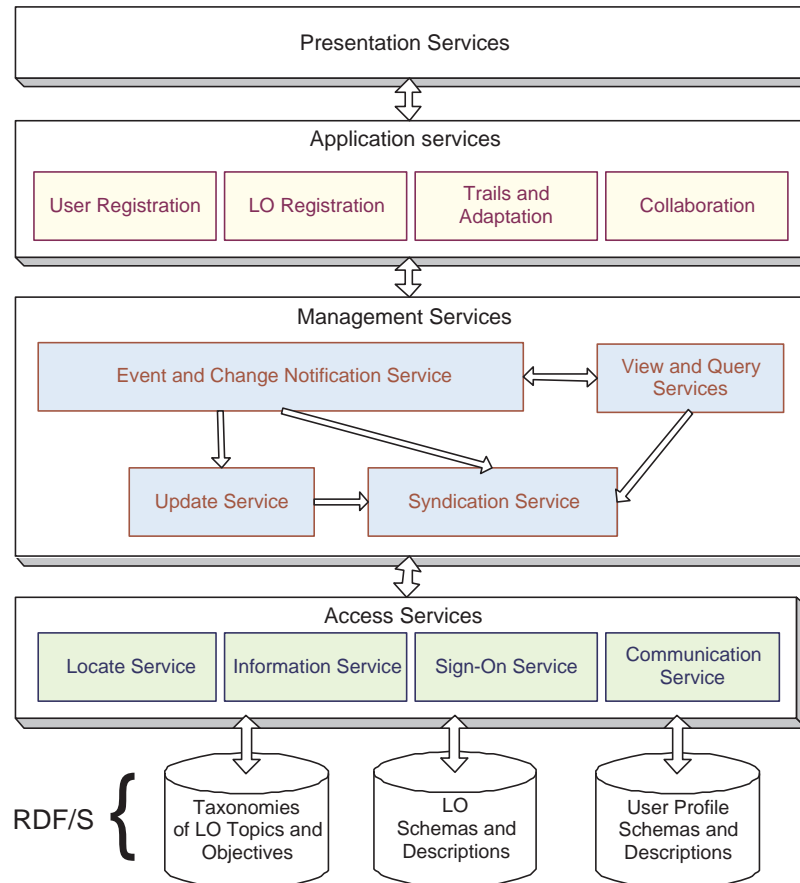 Presentation Services
Application services
User Registration
LO Registration
Trails and
Adaptation
Collaboration
Management Services
Event and Change Notification Service
View and Query
Services
Update Service
Syndication Service
Access Services
Locate Service
Information Service
Sign-On Service
Communication
Service
RDF/S
Taxonomies
of LO Topics and
Objectives
LO
Schemas and
Descriptions
User Profile
Schemas and
Descriptions